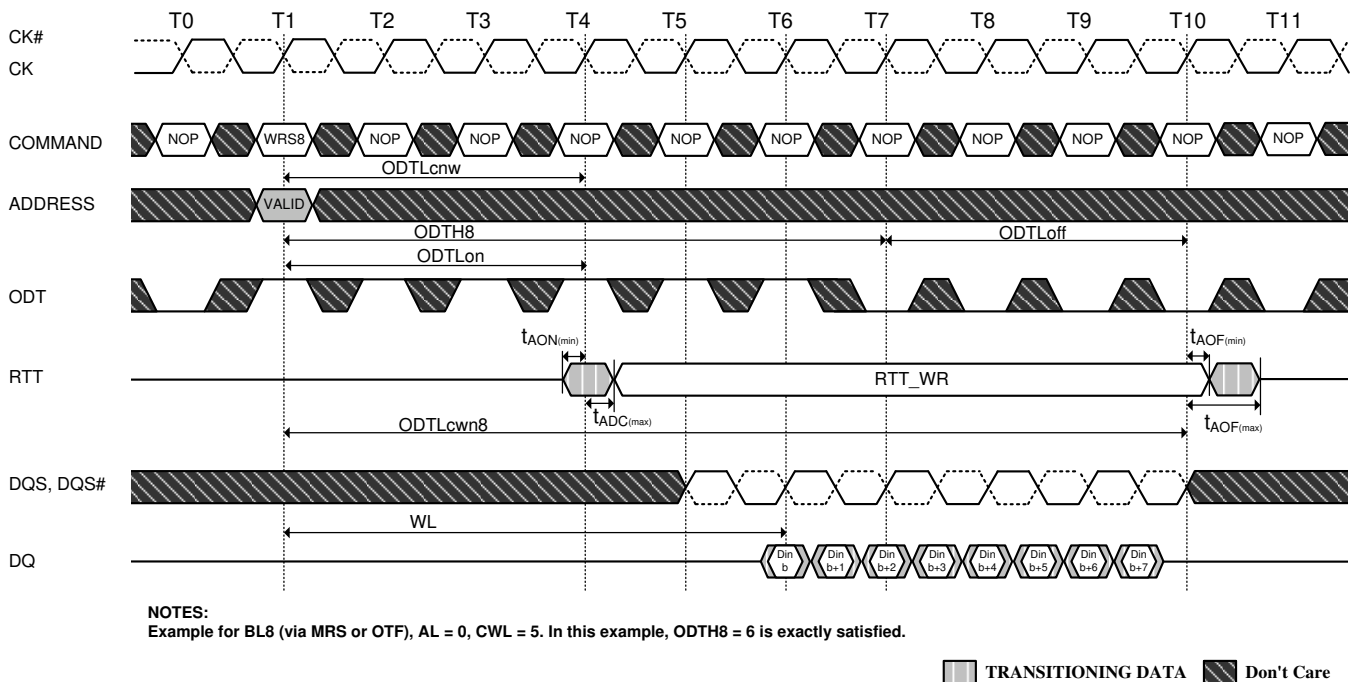 T0 T1 T2 T3 T4 T5 T6 T7 T8 T9 T10 T11
CK#
CK
COMMAND NOP WRS8 NOP NOP NOP NOP NOP NOP NOP NOP NOP NOP
ODTLcnw
ADDRESS VALID
ODTH8 ODTLoff
ODTLon
ODT
tAON(min) tAOF(min)
RTT RTT_WR
tADC(max) tAOF(max)
ODTLcwn8
DQS, DQS#
WL
DQ Din b Din b+1 Din b+2 Din b+3 Din b+4 Din b+5 Din b+6 Din b+7
NOTES:
Example for BL8 (via MRS or OTF), AL = 0, CWL = 5. In this example, ODTH8 = 6 is exactly satisfied.
TRANSITIONING DATA Don't Care